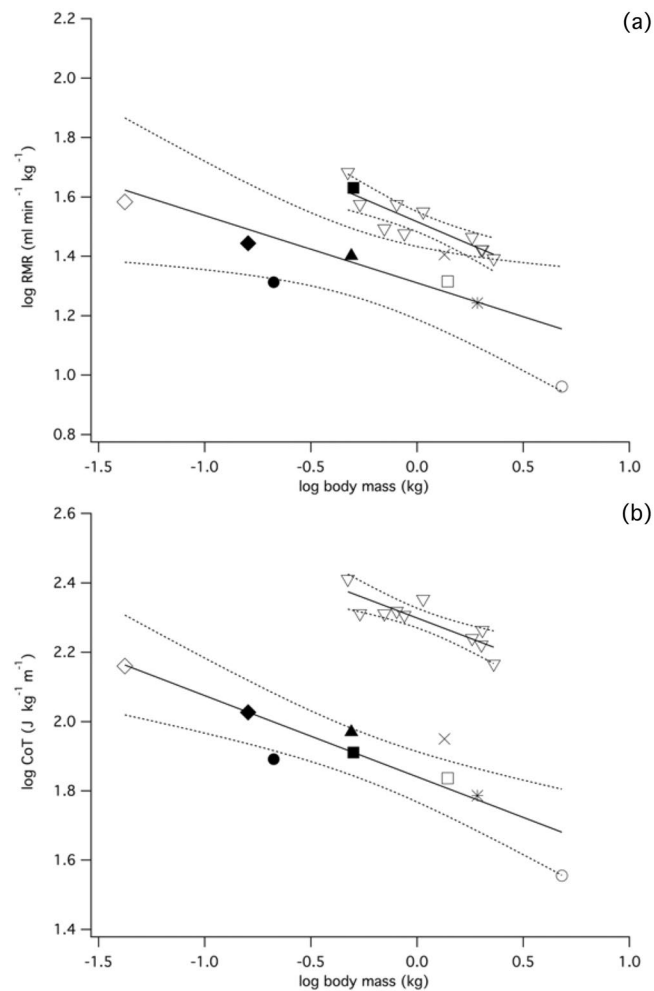 (a)
2.2
2.0
1.8
1.6
1.4
1.2
1.0
0.8
log RMR (ml min⁻¹ kg⁻¹)
-1.5 -1.0 -0.5 0.0 0.5 1.0
log body mass (kg)
(b)
2.6
2.4
2.2
2.0
1.8
1.6
1.4
log CoT (J kg⁻¹ m⁻¹)
-1.5 -1.0 -0.5 0.0 0.5 1.0
log body mass (kg)